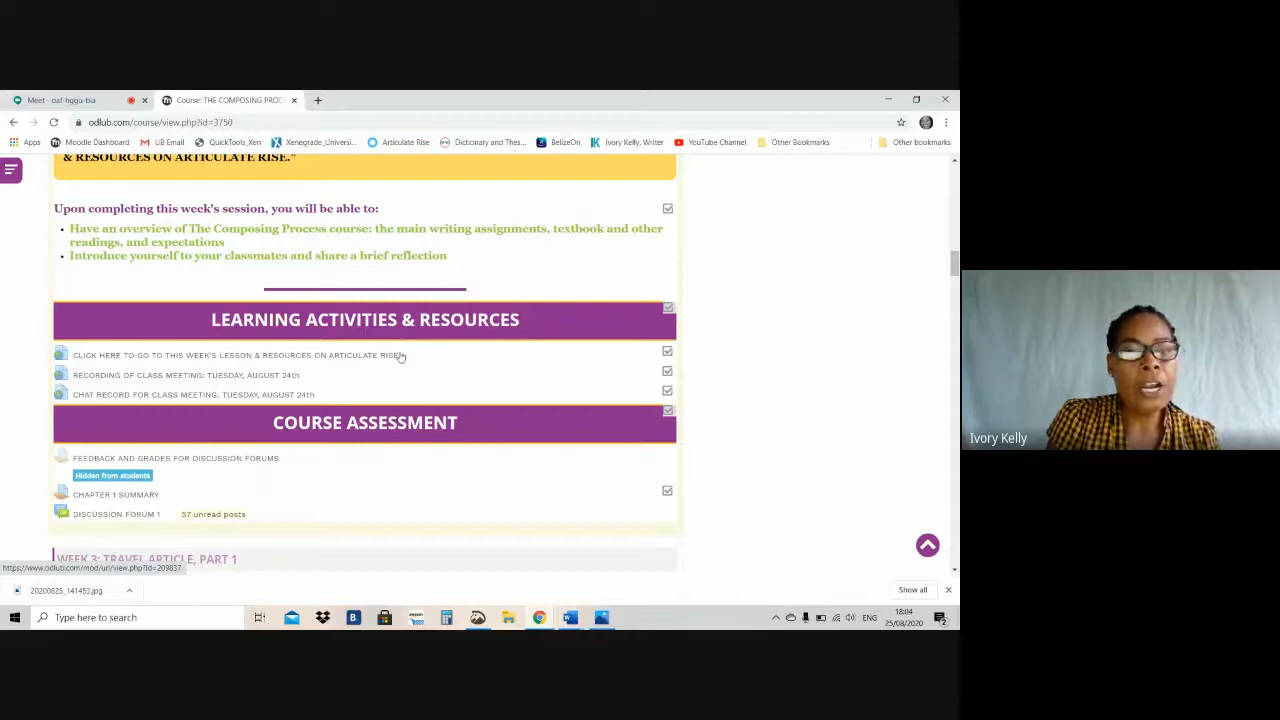 Meet - oaf-hggu-bia
Course: THE COMPOSING PROC
odlub.com/course/view.php?id=3750
Apps
Moodle Dashboard
UB Email
QuickTools_Xen
Xenegrade_Universi...
Articulate Rise
Dictionary and Thes...
BelizeOn
Ivory Kelly, Writer
YouTube Channel
Other Bookmarks
Other bookmarks
& RESOURCES ON ARTICULATE RISE."
Upon completing this week's session, you will be able to:
Have an overview of The Composing Process course: the main writing assignments, textbook and other
readings, and expectations
Introduce yourself to your classmates and share a brief reflection
LEARNING ACTIVITIES & RESOURCES
CLICK HERE TO GO TO THIS WEEK'S LESSON & RESOURCES ON ARTICULATE RISE
RECORDING OF CLASS MEETING: TUESDAY, AUGUST 24th
CHAT RECORD FOR CLASS MEETING: TUESDAY, AUGUST 24th
COURSE ASSESSMENT
FEEDBACK AND GRADES FOR DISCUSSION FORUMS
Hidden from students
CHAPTER 1 SUMMARY
DISCUSSION FORUM 1 57 unread posts
WEEK 3: TRAVEL ARTICLE, PART 1
https://www.odlub.com/mod/url/view.php?id=209837
20200825_141453.jpg
Show all
Type here to search
ENG
18:04
25/08/2020
Ivory Kelly